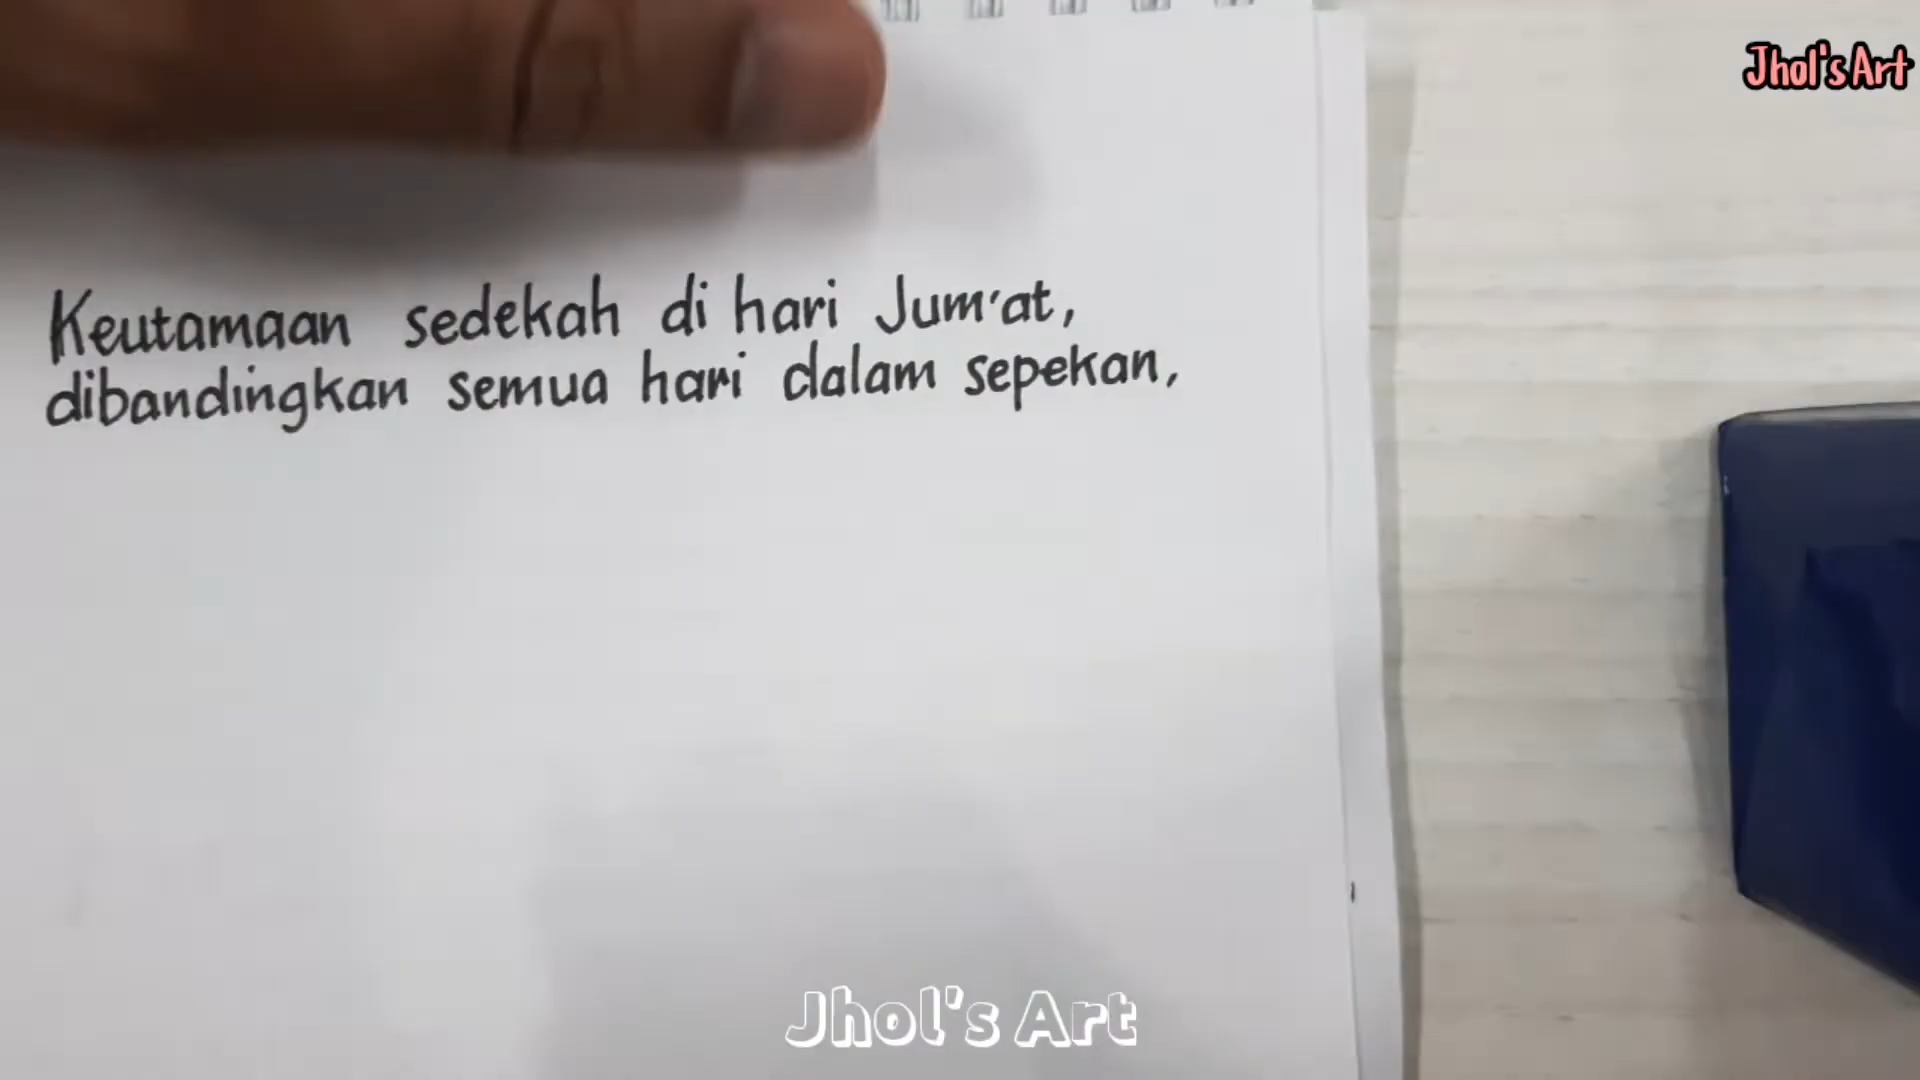 Jhol's Art
Keutamaan sedekah di hari Jum'at,
dibandingkan semua hari dalam sepekan,
Jhol's Art